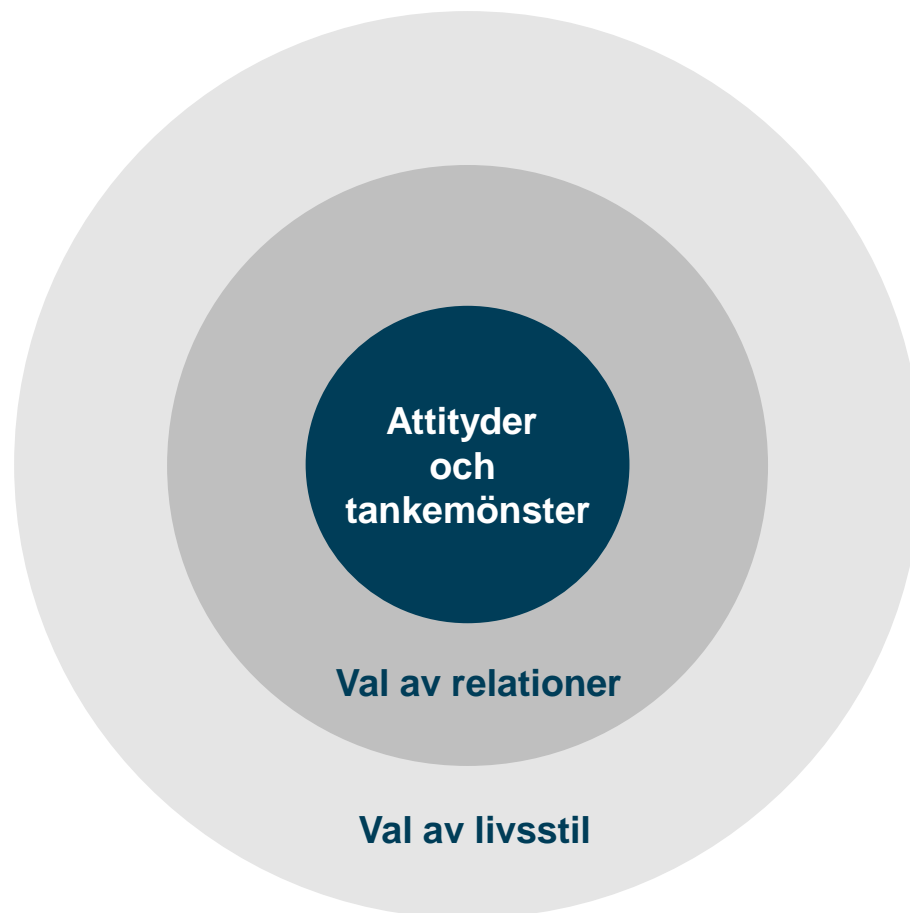 Attityder
och
tankemönster
Val av relationer
Val av livsstil